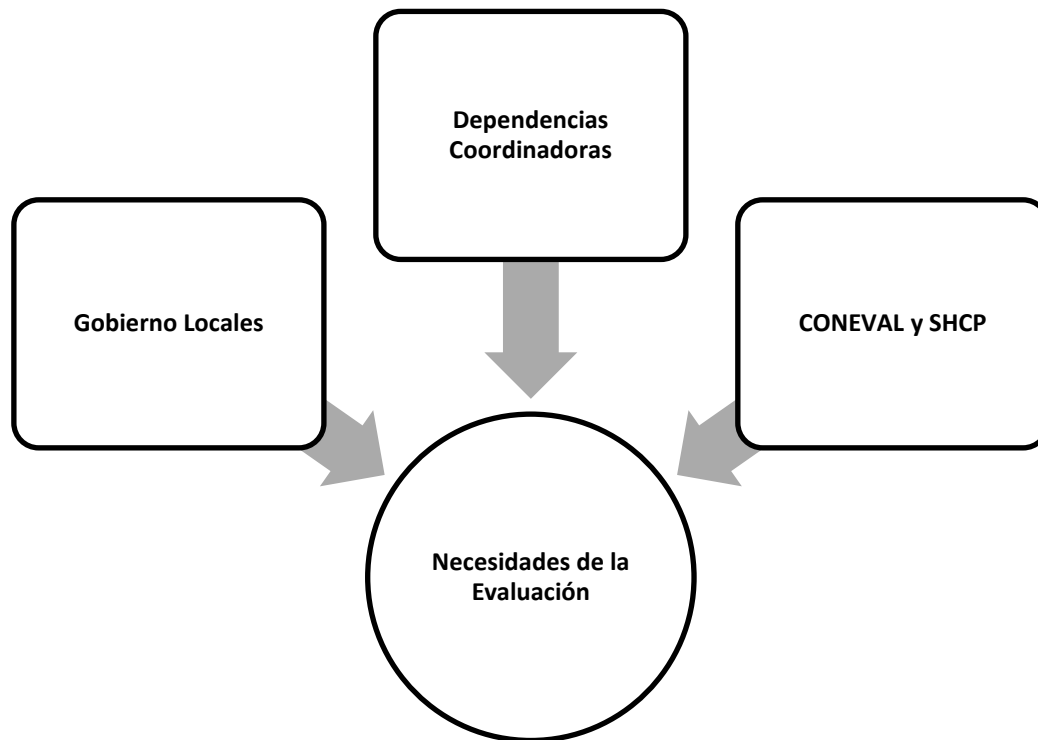 Dependencias
Coordinadoras
Gobierno Locales
CONEVAL y SHCP
Necesidades de la
Evaluación